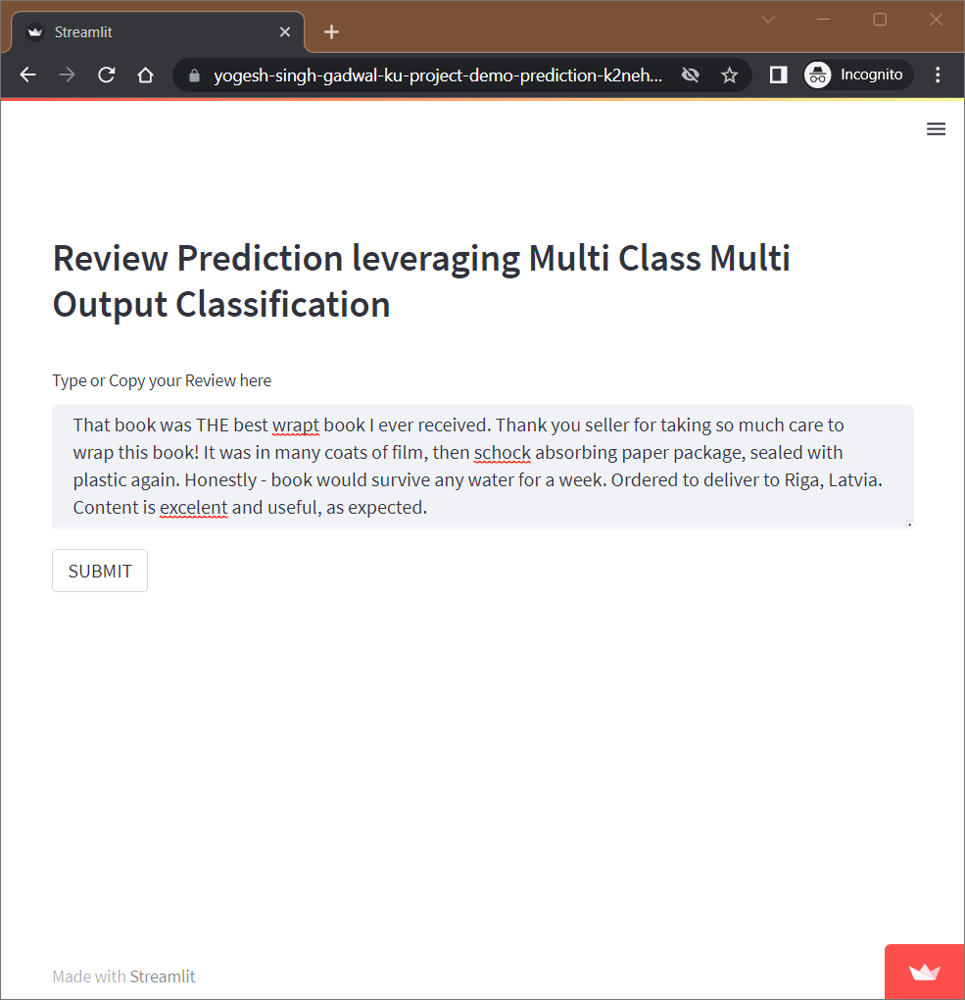 Streamlit
yogesh-singh-gadwal-ku-project-demo-prediction-k2neh...
Incognito
Review Prediction leveraging Multi Class Multi
Output Classification
Type or Copy your Review here
That book was THE best wrapt book I ever received. Thank you seller for taking so much care to
wrap this book! It was in many coats of film, then schock absorbing paper package, sealed with
plastic again. Honestly - book would survive any water for a week. Ordered to deliver to Riga, Latvia.
Content is excelent and useful, as expected.
SUBMIT
Made with Streamlit